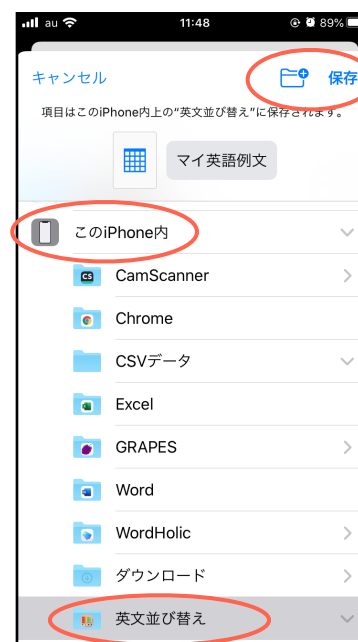 au 11:48 89%
キャンセル 保存
項目はこのiPhone内上の“英文並び替え”に保存されます。
マイ英語例文
このiPhone内
CS CamScanner
Chrome
CSVデータ
Excel
GRAPES
Word
WordHolic
ダウンロード
英文並び替え